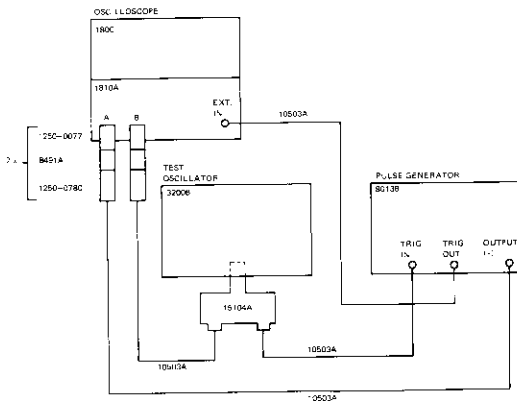 OSCILLOSCOPE
180C
1810A
A
B
EXT.
IN
10503A
2 x
1250-0077
8491A
1250-0780
TEST
OSCILLATOR
3200B
PULSE GENERATOR
8013B
TRIG
IN
TRIG
OUT
OUTPUT
15104A
10503A
10503A
10503A